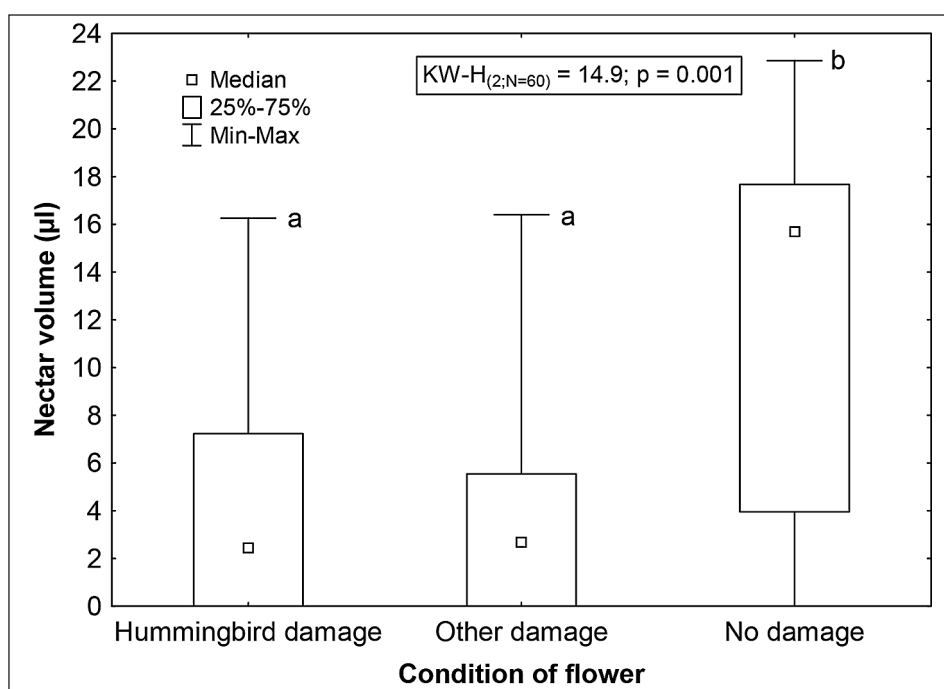 Nectar volume (µl)
24
22
20
18
16
14
12
10
8
6
4
2
0
Median
25%-75%
Min-Max
KW-H(2;N=60) = 14.9; p = 0.001
a
a
b
Hummingbird damage
Other damage
No damage
Condition of flower